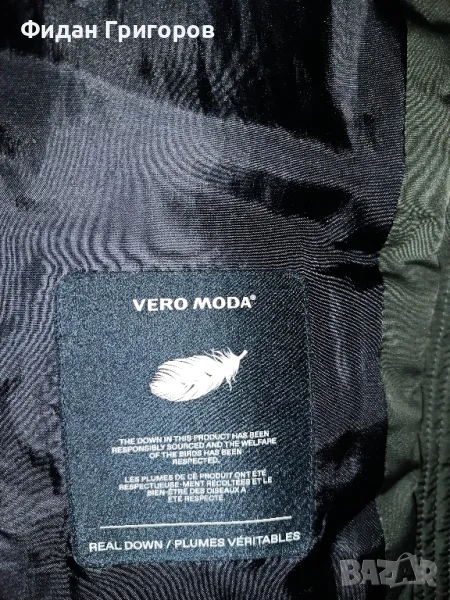 Фидан Григоров
VERO MODA®
THE DOWN IN THIS PRODUCT HAS BEEN
RESPONSIBLY SOURCED AND THE WELFARE
OF THE BIRDS HAS BEEN
RESPECTED.
LES PLUMES DE CE PRODUIT ONT ÉTÉ
RESPECTUEUSE-MENT RÉCOLTÉES ET LE
BIEN-ÊTRE DES OISEAUX A
ÉTÉ RESPECTÉ.
REAL DOWN / PLUMES VÉRITABLES
BAZAR